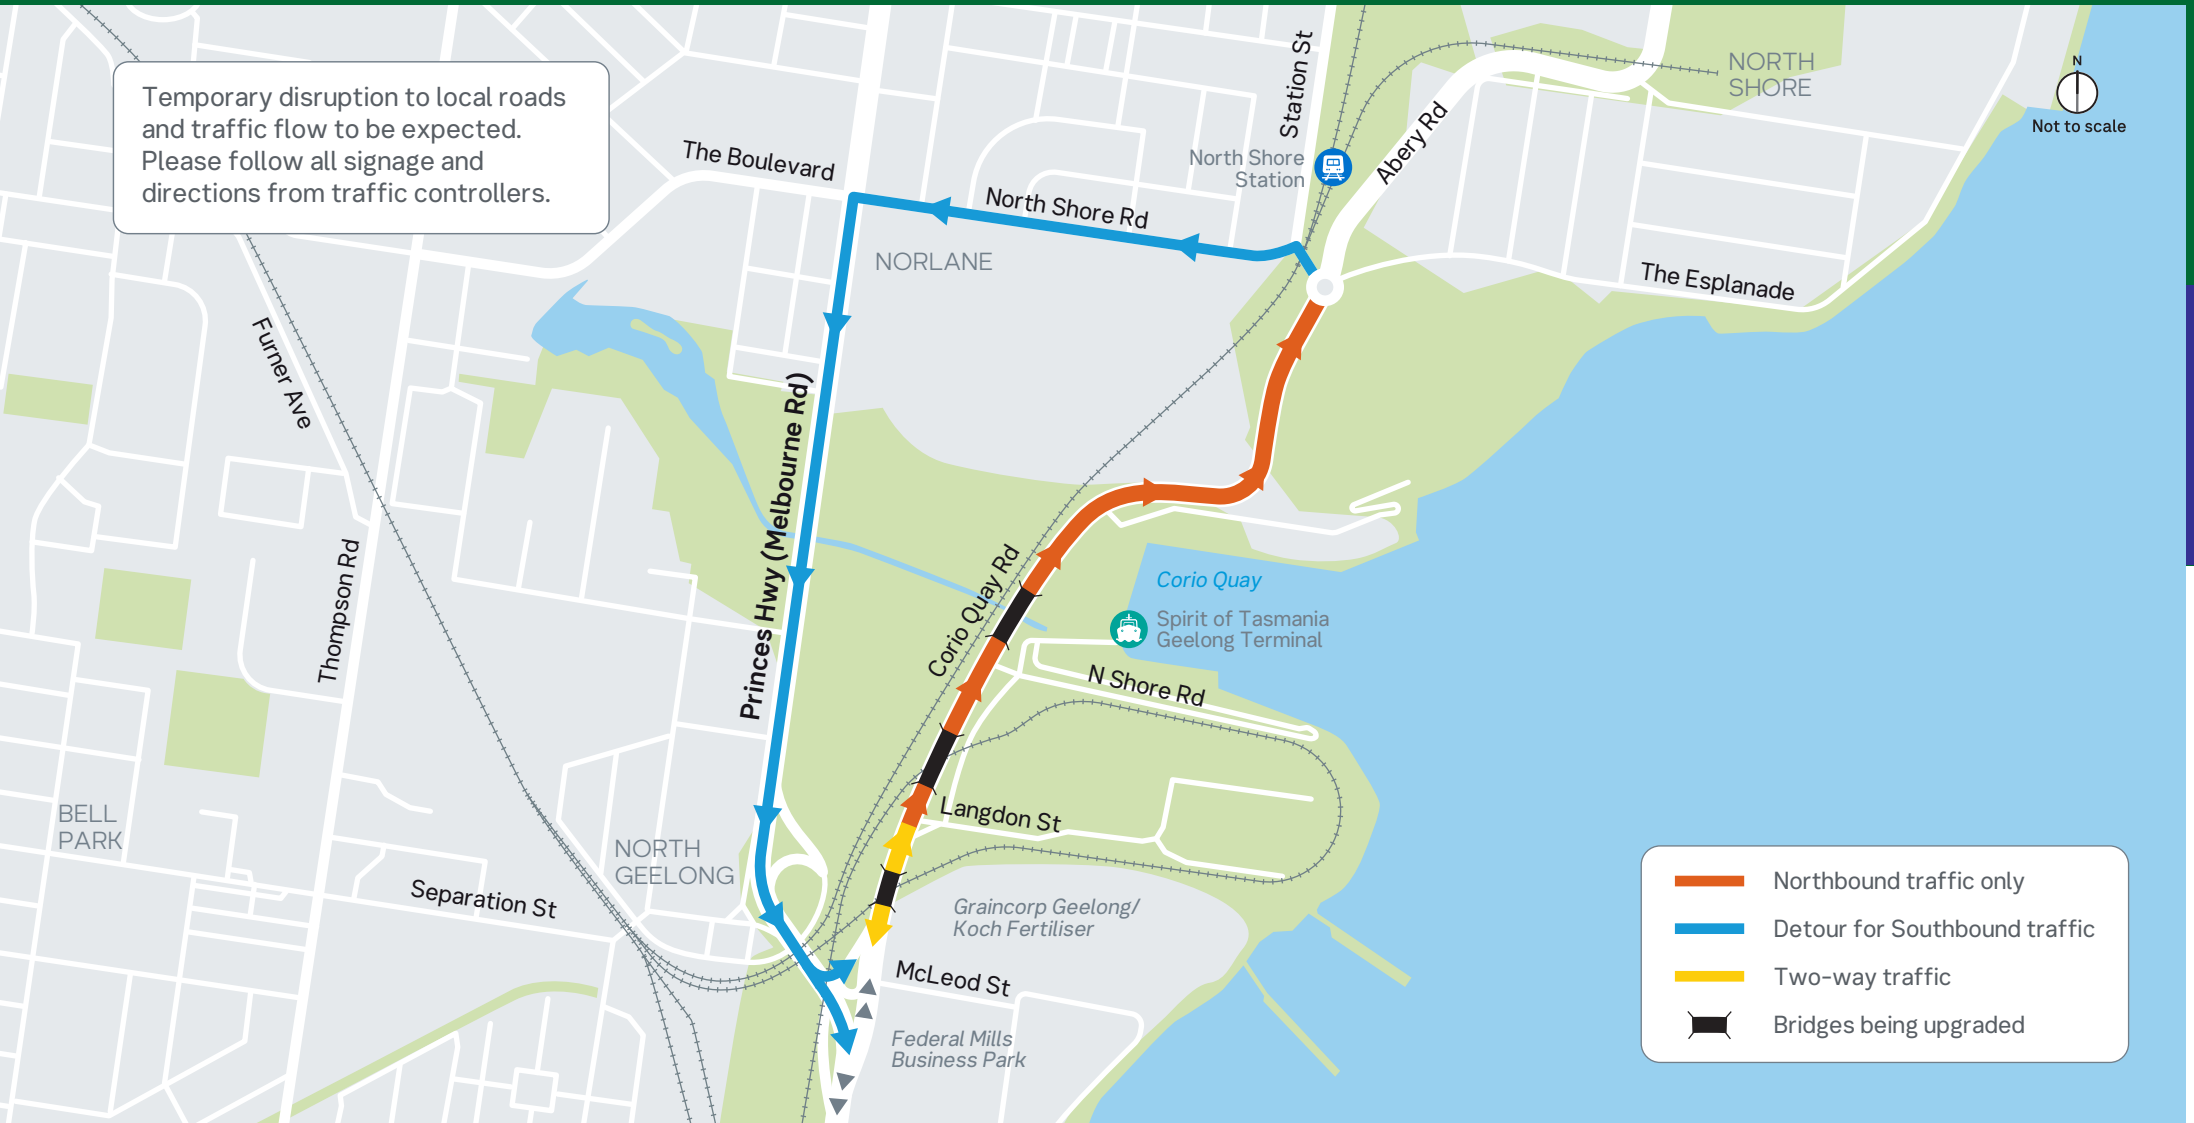 Temporary disruption to local roads
and traffic flow to be expected.
Please follow all signage and
directions from traffic controllers.
Station St
NORTH
SHORE
N
Not to scale
The Boulevard
North Shore
Station
Abery Rd
North Shore Rd
NORLANE
The Esplanade
Furner Ave
Princes Hwy (Melbourne Rd)
Thompson Rd
Corio Quay Rd
Corio Quay
Spirit of Tasmania
Geelong Terminal
N Shore Rd
BELL
PARK
Langdon St
NORTH
GEELONG
Separation St
Graincorp Geelong/
Koch Fertiliser
McLeod St
Federal Mills
Business Park
Northbound traffic only
Detour for Southbound traffic
Two-way traffic
Bridges being upgraded